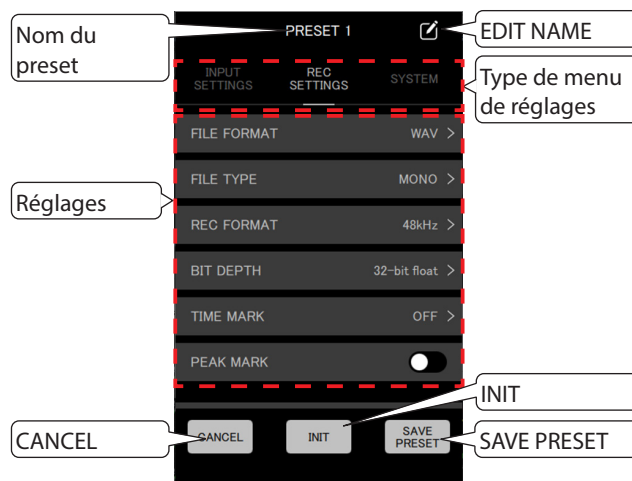 Nom du
preset
PRESET 1
EDIT NAME
INPUT
SETTINGS
REC
SETTINGS
SYSTEM
Type de menu
de réglages
FILE FORMAT
WAV >
FILE TYPE
MONO >
Réglages
REC FORMAT
48kHz >
BIT DEPTH
32-bit float >
TIME MARK
OFF >
PEAK MARK
INIT
CANCEL
CANCEL
INIT
SAVE
PRESET
SAVE PRESET